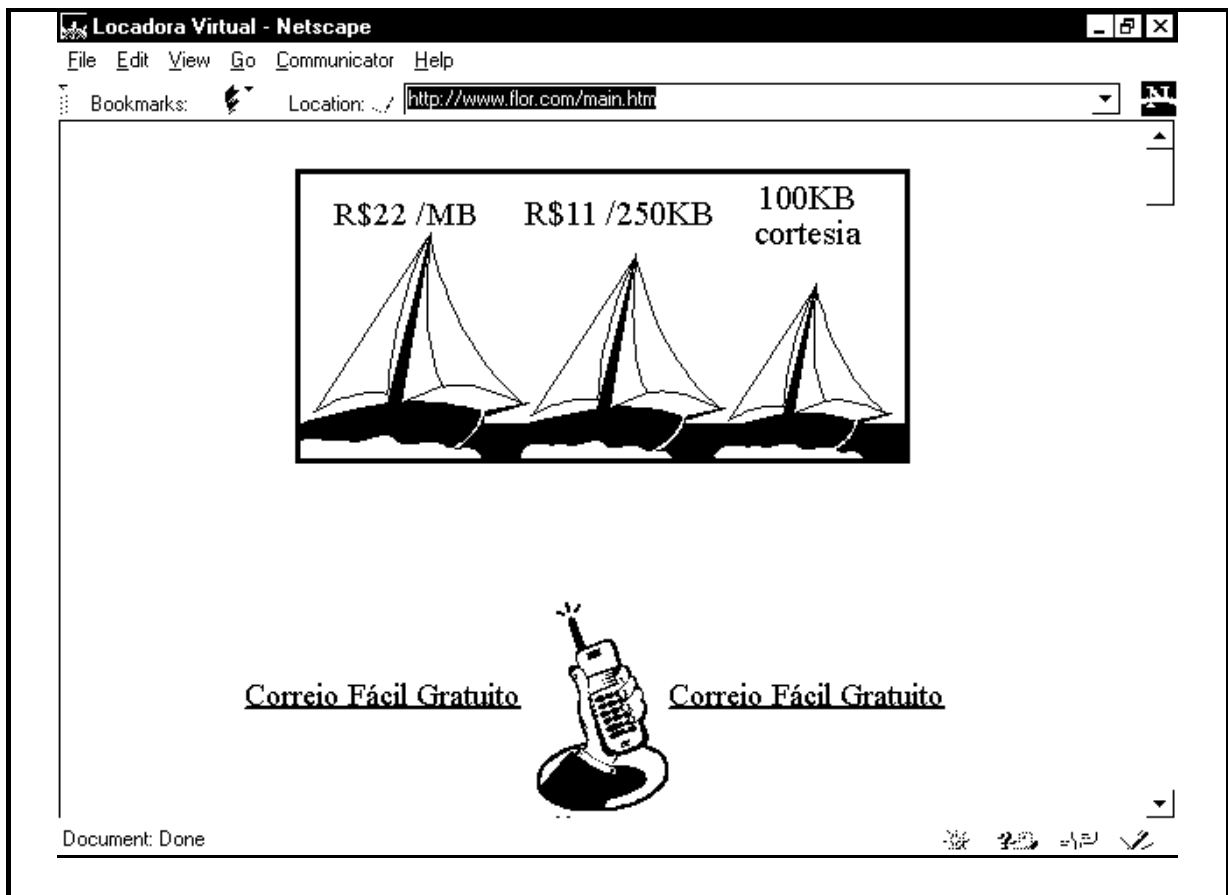 Locadora Virtual - Netscape
File Edit View Go Communicator Help
Bookmarks: Location: http://www.flor.com/main.htm
N
R$22 /MB R$11 /250KB 100KB
cortesia
Correio Fácil Gratuito Correio Fácil Gratuito
Document: Done